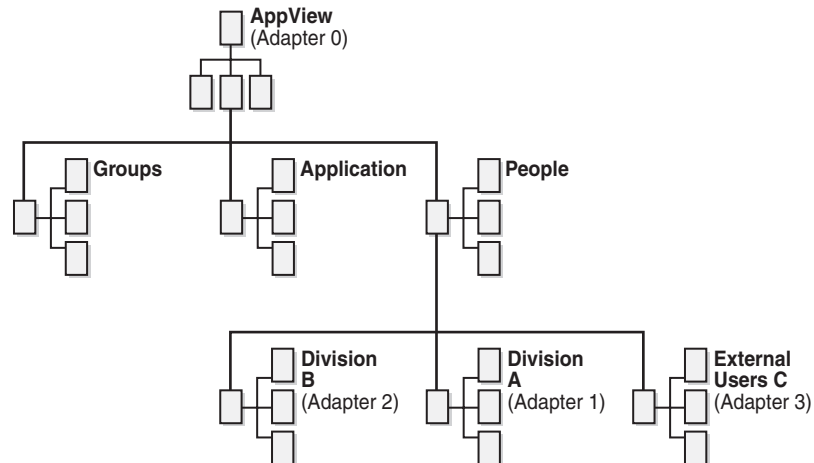 AppView
(Adapter 0)
Groups
Application
People
Division
B
(Adapter 2)
Division
A
(Adapter 1)
External
Users C
(Adapter 3)